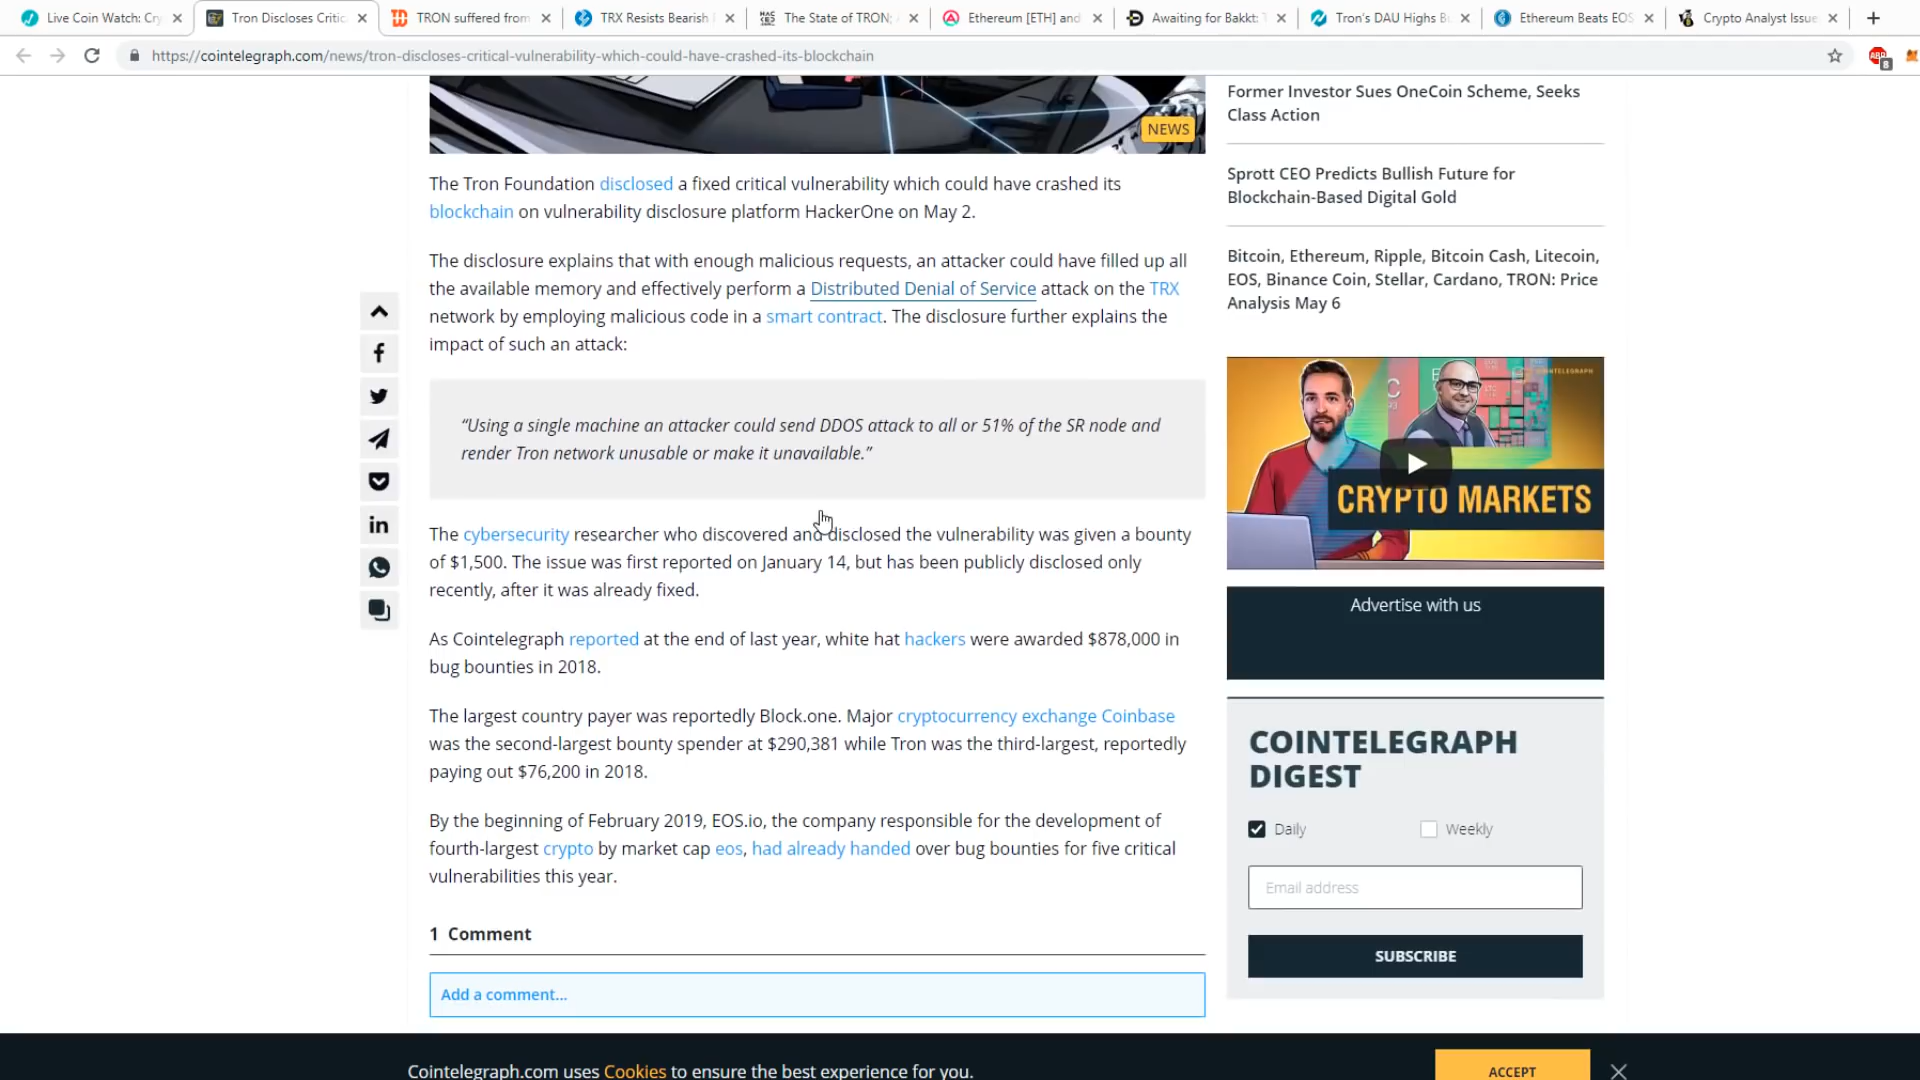 Live Coin Watch: Cry
Tron Discloses Critic
TRON suffered from
TRX Resists Bearish
The State of TRON:
Ethereum [ETH] and
Awaiting for Bakkt:
Tron's DAU Highs B
Ethereum Beats EOS
Crypto Analyst Issue
https://cointelegraph.com/news/tron-discloses-critical-vulnerability-which-could-have-crashed-its-blockchain
ABP
8
NEWS
The Tron Foundation disclosed a fixed critical vulnerability which could have crashed its
blockchain on vulnerability disclosure platform HackerOne on May 2.
The disclosure explains that with enough malicious requests, an attacker could have filled up all
the available memory and effectively perform a Distributed Denial of Service attack on the TRX
network by employing malicious code in a smart contract. The disclosure further explains the
impact of such an attack:
“Using a single machine an attacker could send DDOS attack to all or 51% of the SR node and
render Tron network unusable or make it unavailable.”
The cybersecurity researcher who discovered and disclosed the vulnerability was given a bounty
of $1,500. The issue was first reported on January 14, but has been publicly disclosed only
recently, after it was already fixed.
As Cointelegraph reported at the end of last year, white hat hackers were awarded $878,000 in
bug bounties in 2018.
The largest country payer was reportedly Block.one. Major cryptocurrency exchange Coinbase
was the second-largest bounty spender at $290,381 while Tron was the third-largest, reportedly
paying out $76,200 in 2018.
By the beginning of February 2019, EOS.io, the company responsible for the development of
fourth-largest crypto by market cap eos, had already handed over bug bounties for five critical
vulnerabilities this year.
1 Comment
Add a comment...
Former Investor Sues OneCoin Scheme, Seeks
Class Action
Sprott CEO Predicts Bullish Future for
Blockchain-Based Digital Gold
Bitcoin, Ethereum, Ripple, Bitcoin Cash, Litecoin,
EOS, Binance Coin, Stellar, Cardano, TRON: Price
Analysis May 6
COINTELEGRAPH
CRYPTO MARKETS
Advertise with us
COINTELEGRAPH
DIGEST
Daily
Weekly
Email address
SUBSCRIBE
Cointelegraph.com uses Cookies to ensure the best experience for you.
ACCEPT